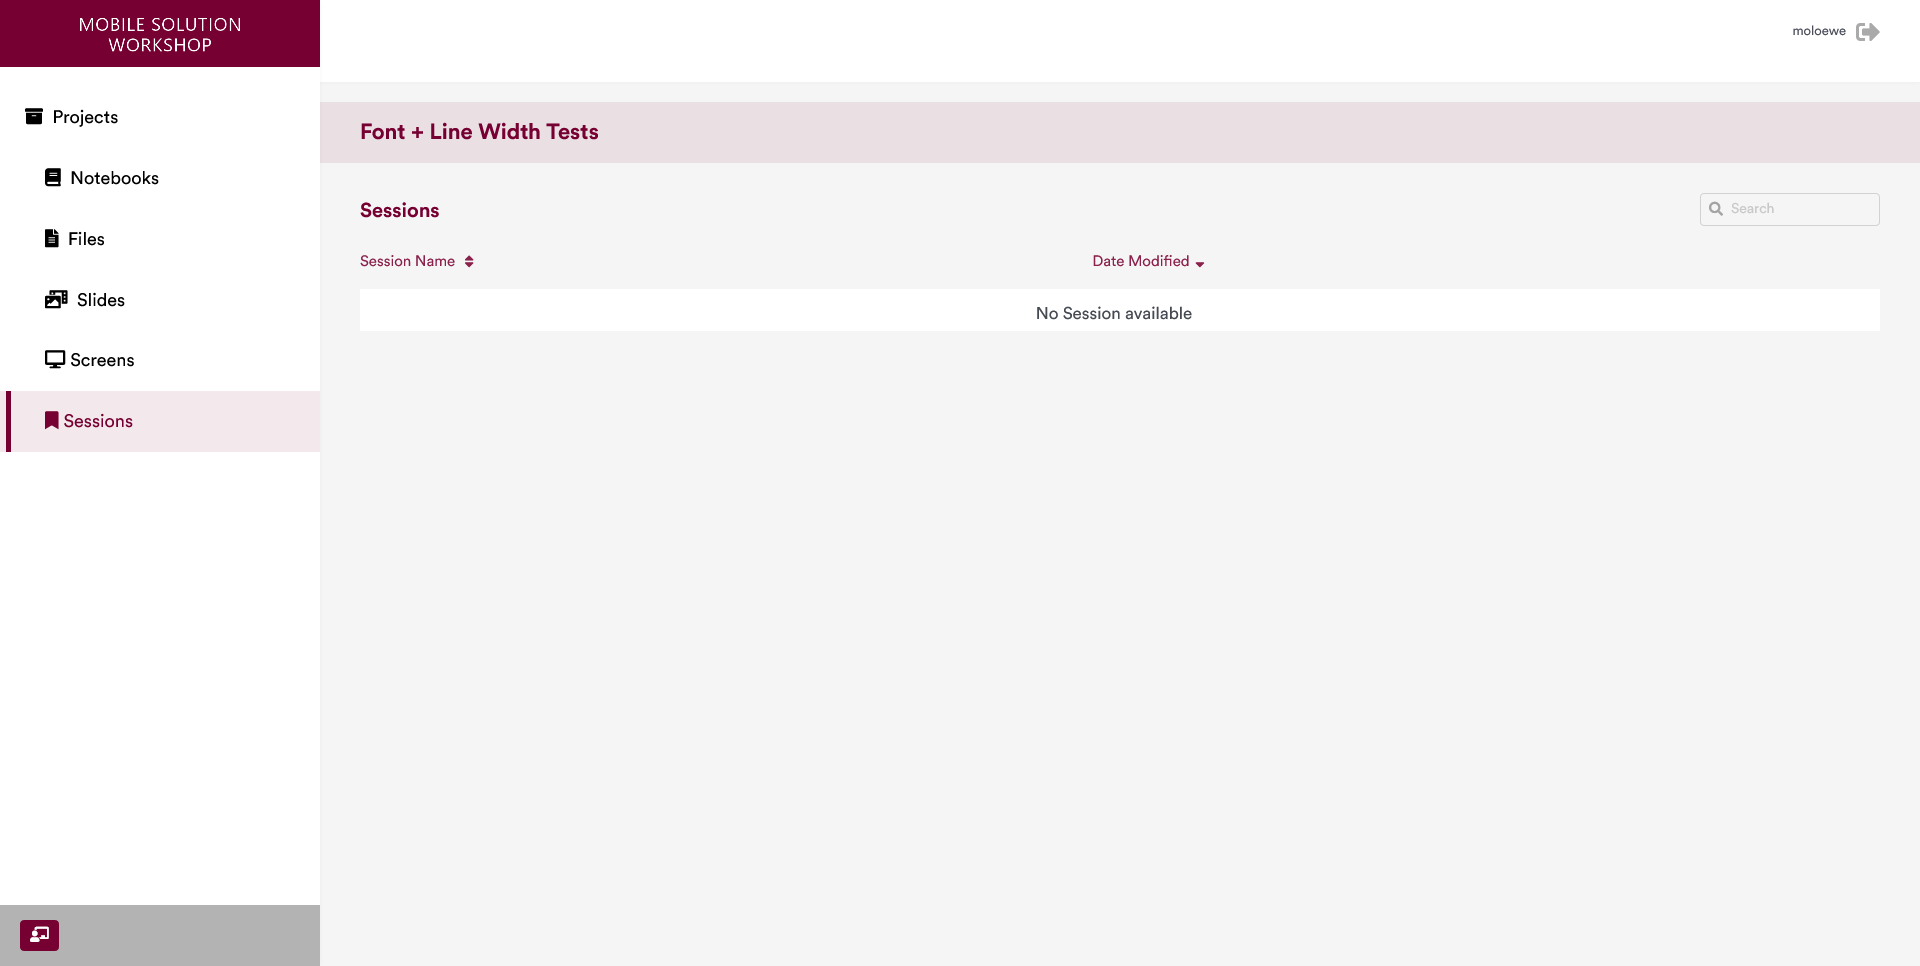 MOBILE SOLUTION
WORKSHOP
moloewe
Projects
Notebooks
Files
Slides
Screens
Sessions
Font + Line Width Tests
Sessions
Search
Session Name
Date Modified
No Session available